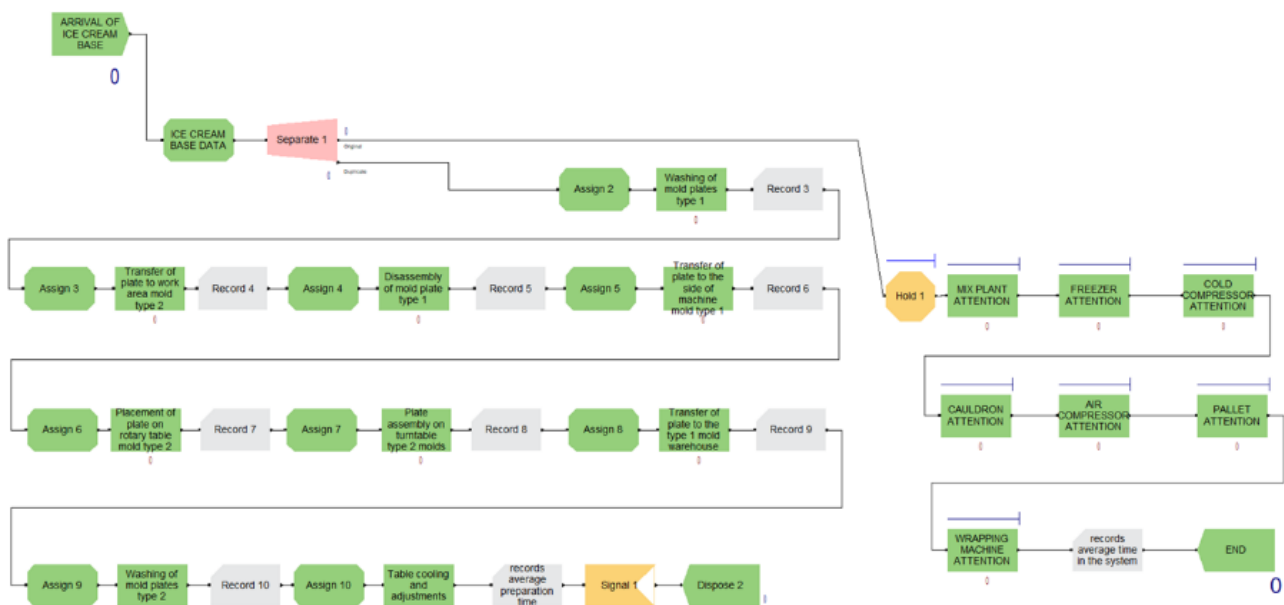 ARRIVAL OF
ICE CREAM
BASE
0
ICE CREAM
BASE DATA
Separate 1
0
Original
0
Duplicate
Assign 2
Washing of
mold plates
type 1
0
Record 3
Assign 3
Transfer of
plate to work
area mold
type 2
0
Record 4
Assign 4
Disassembly
of mold plate
type 1
0
Record 5
Assign 5
Transfer of
plate to the
side of
machine
mold type 1
0
Record 6
Hold 1
MIX PLANT
ATTENTION
0
FREEZER
ATTENTION
0
COLD
COMPRESSOR
ATTENTION
0
Assign 6
Placement of
plate on
rotary table
mold type 2
0
Record 7
Assign 7
Plate
assembly on
turntable
type 2 molds
0
Record 8
Assign 8
Transfer of
plate to the
type 1 mold
warehouse
0
Record 9
CAULDRON
ATTENTION
0
AIR
COMPRESSOR
ATTENTION
0
PALLET
ATTENTION
0
Assign 9
Washing of
mold plates
type 2
0
Record 10
Assign 10
Table cooling
and
adjustments
records
average
preparation
time
Signal 1
Dispose 2
0
WRAPPING
MACHINE
ATTENTION
0
records
average time
in the system
END
0